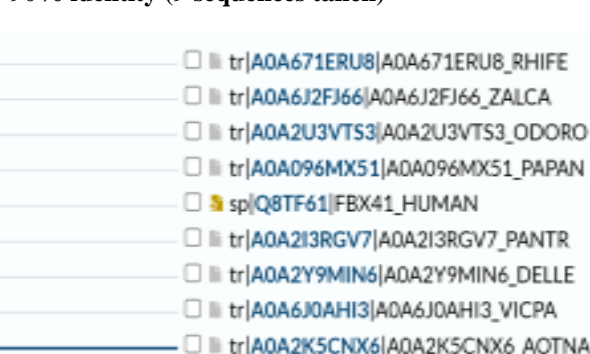 tr|A0A671ERU8|A0A671ERU8_RHIFE
tr|A0A6J2FJ66|A0A6J2FJ66_ZALCA
tr|A0A2U3VTS3|A0A2U3VTS3_ODORO
tr|A0A096MX51|A0A096MX51_PAPAN
sp|Q8TF61|FBX41_HUMAN
tr|A0A2I3RGV7|A0A2I3RGV7_PANTR
tr|A0A2Y9MIN6|A0A2Y9MIN6_DELLE
tr|A0A6J0AHI3|A0A6J0AHI3_VICPA
tr|A0A2K5CNX6|A0A2K5CNX6_AOTNA